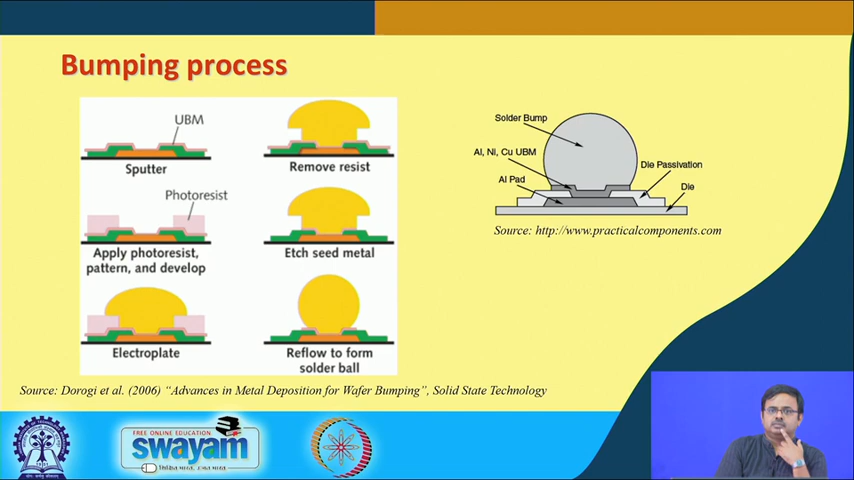 Bumping process
UBM
Sputter
Photoresist
Apply photoresist,
pattern, and develop
Electroplate
Remove resist
Etch seed metal
Reflow to form
solder ball
Solder Bump
Al, Ni, Cu UBM
Al Pad
Die Passivation
Die
Source: http://www.practicalcomponents.com
Source: Dorogi et al. (2006) “Advances in Metal Deposition for Wafer Bumping”, Solid State Technology
FREE ONLINE EDUCATION
swayam